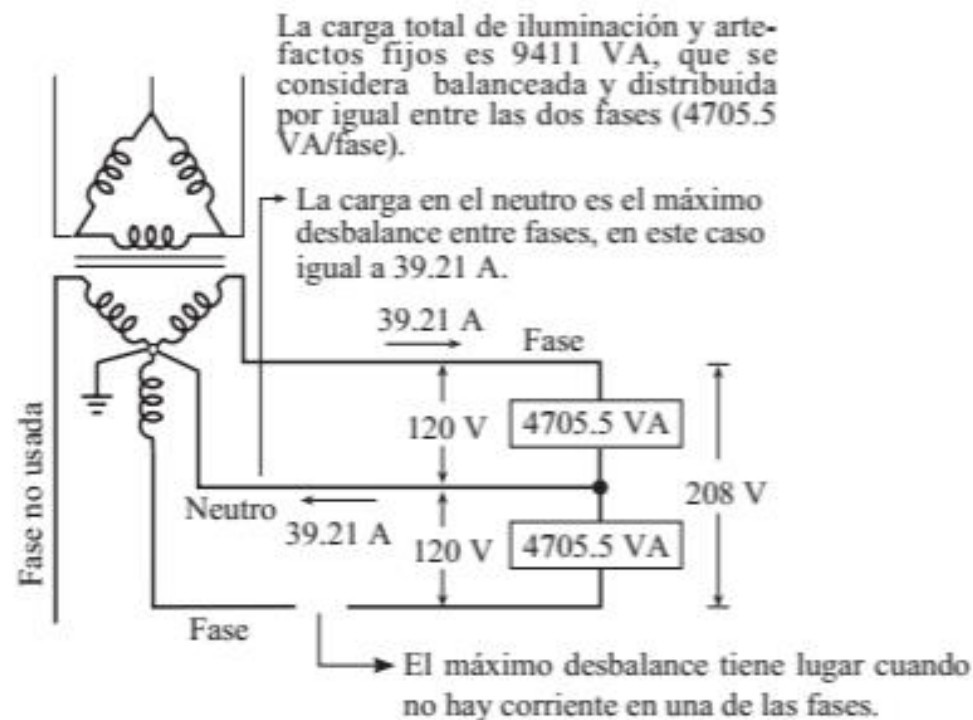 La carga total de iluminación y arte-
factos fijos es 9411 VA, que se
considera balanceada y distribuida
por igual entre las dos fases (4705.5
VA/fase).
La carga en el neutro es el máximo
desbalance entre fases, en este caso
igual a 39.21 A.
39.21 A
Fase
120 V
4705.5 VA
208 V
Neutro
39.21 A
120 V
4705.5 VA
Fase no usada
Fase
El máximo desbalance tiene lugar cuando
no hay corriente en una de las fases.